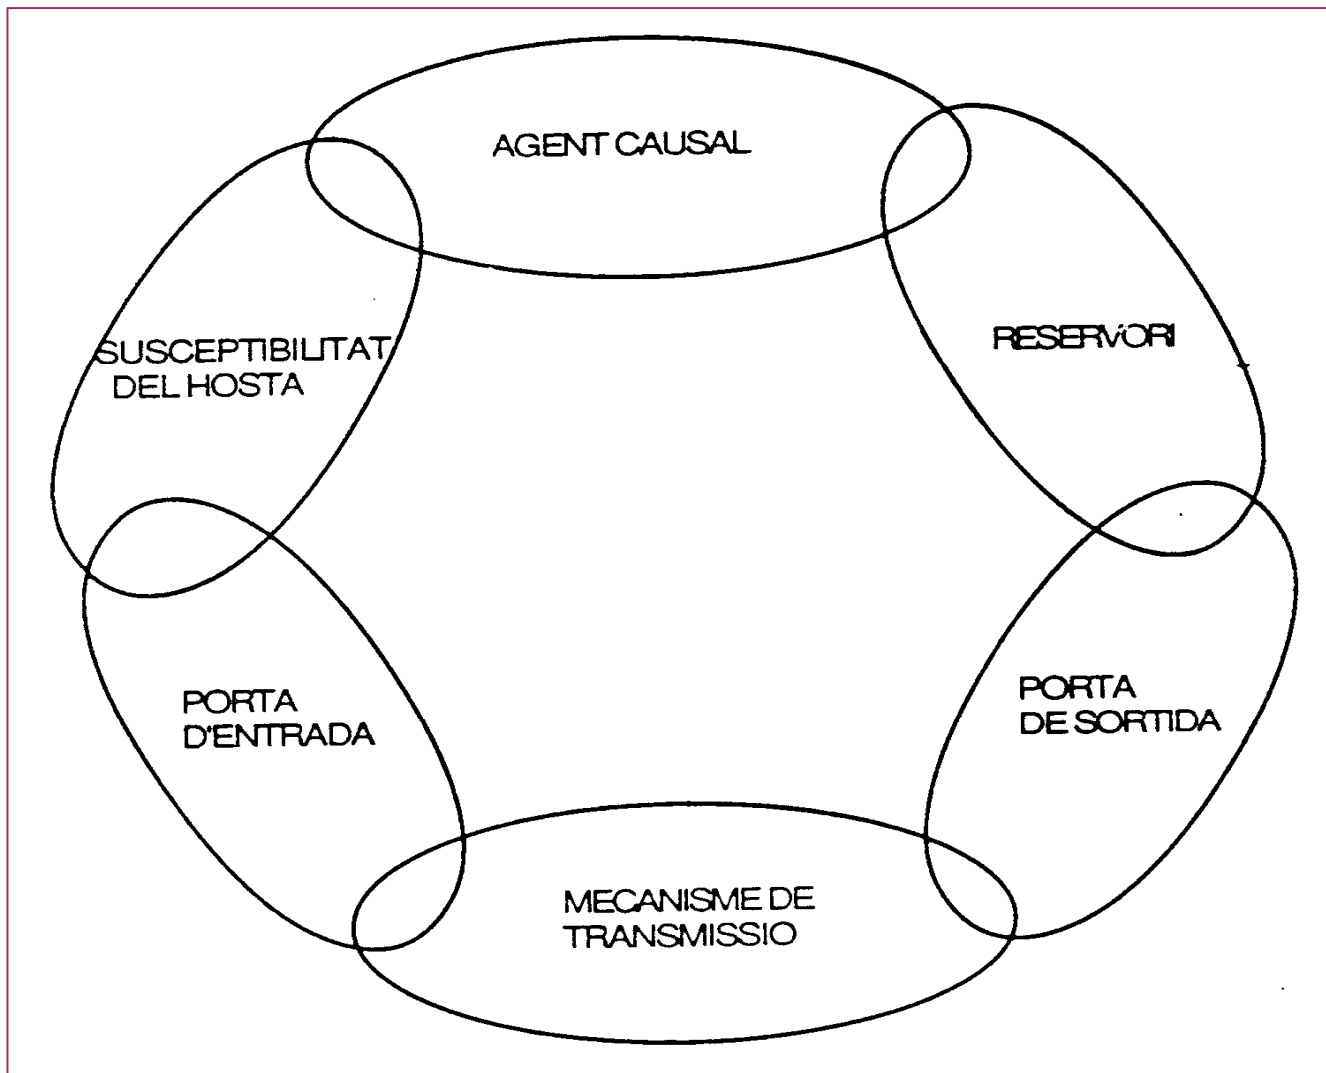 AGENT CAUSAL
RESERVORI
PORTA
DE SORTIDA
MECANISME DE
TRANSMISSIO
PORTA
D'ENTRADA
SUSCEPTIBILITAT
DEL HOSTA